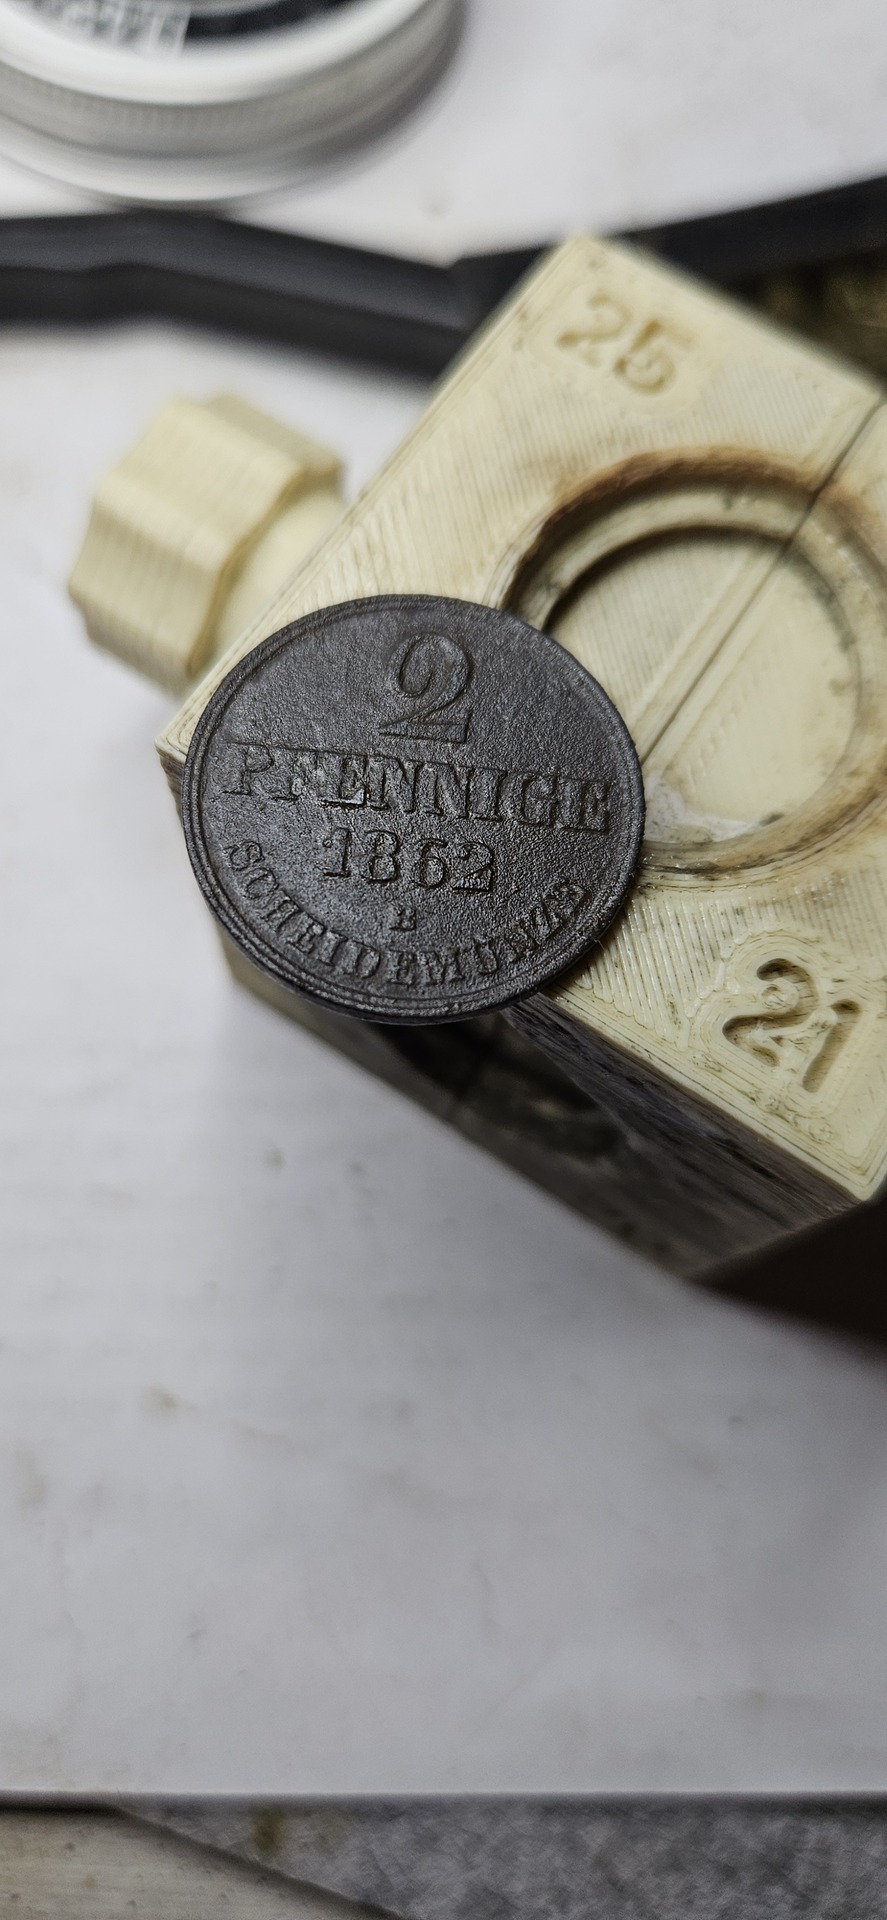 25
2
PFENNIGE
1862
B
SCHEIDEMÜNZE
21